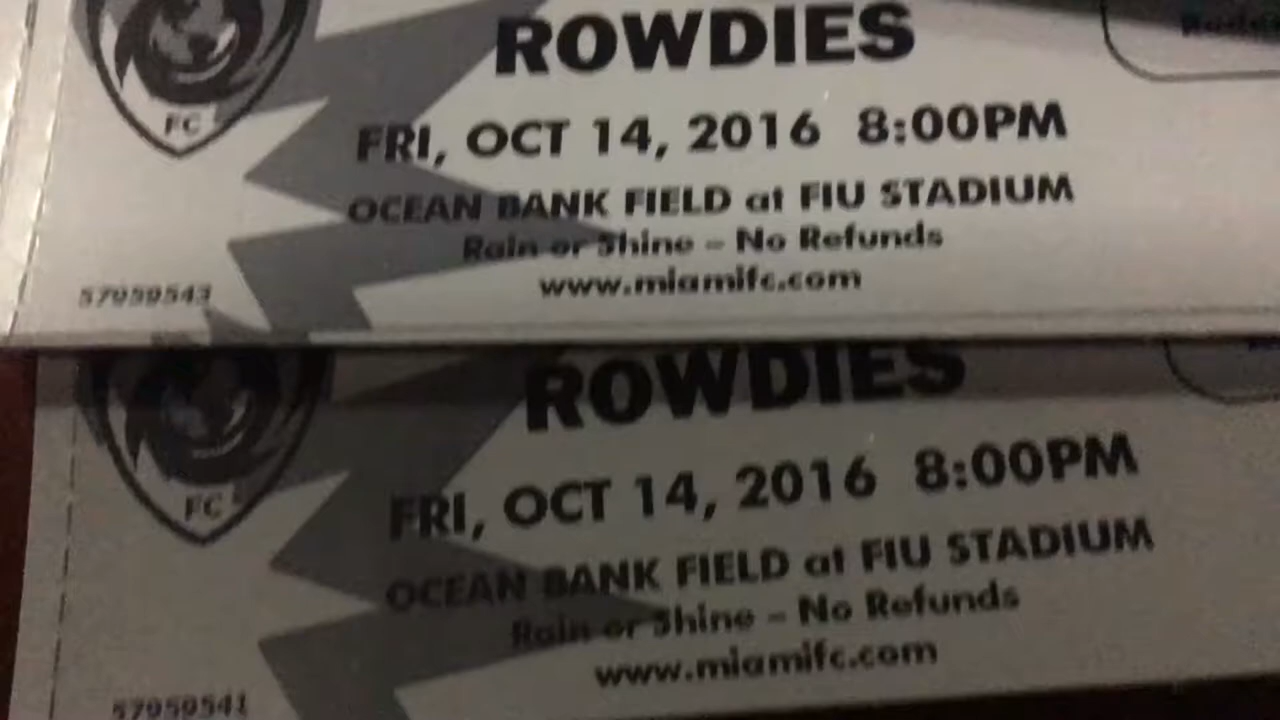 ROWDIES
FC
FRI, OCT 14, 2016 8:00PM
OCEAN BANK FIELD at FIU STADIUM
Rain or Shine – No Refunds
www.miamifc.com
57959543
ROWDIES
FC
FRI, OCT 14, 2016 8:00PM
OCEAN BANK FIELD at FIU STADIUM
Rain or Shine – No Refunds
www.miamifc.com
57959541